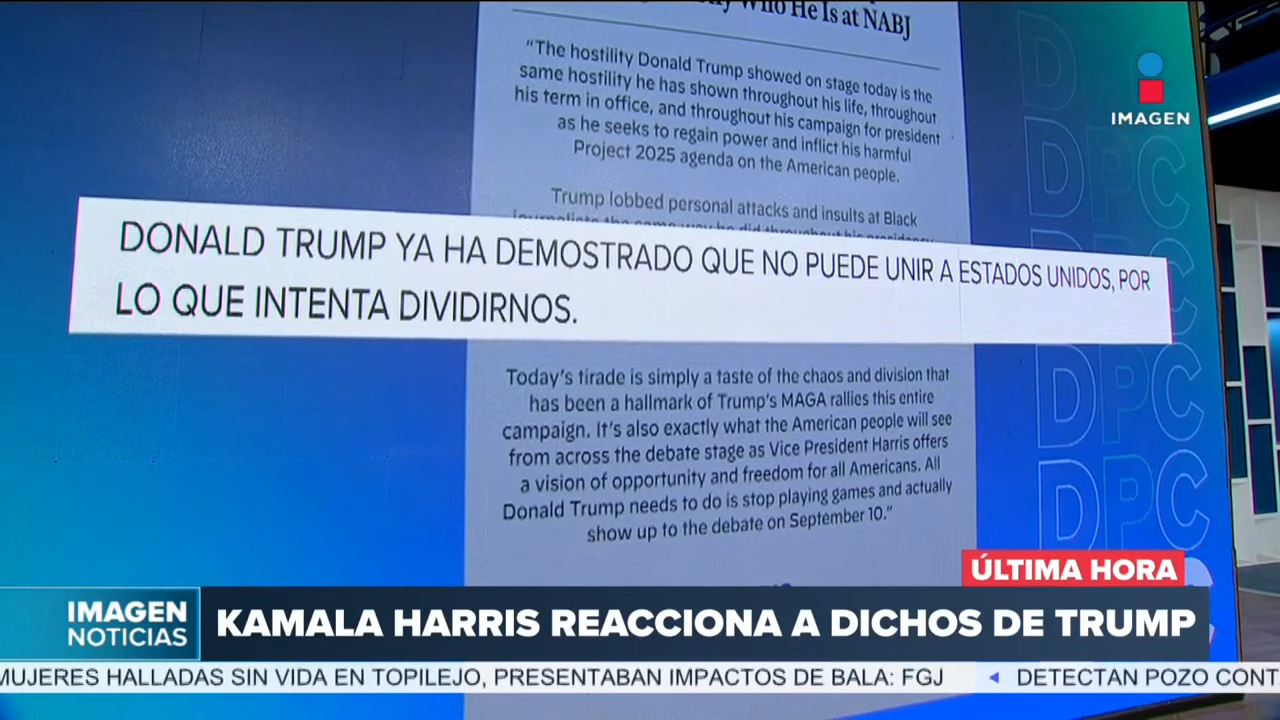 Who He Is at NABJ
"The hostility Donald Trump showed on stage today is the
same hostility he has shown throughout his life, throughout
his term in office, and throughout his campaign for president
as he seeks to regain power and inflict his harmful
Project 2025 agenda on the American people.
Trump lobbed personal attacks and insults at Black
DONALD TRUMP YA HA DEMOSTRADO QUE NO PUEDE UNIR A ESTADOS UNIDOS, POR
LO QUE INTENTA DIVIDIRNOS.
Today's tirade is simply a taste of the chaos and division that
has been a hallmark of Trump's MAGA rallies this entire
campaign. It's also exactly what the American people will see
from across the debate stage as Vice President Harris offers
a vision of opportunity and freedom for all Americans. All
Donald Trump needs to do is stop playing games and actually
show up to the debate on September 10."
IMAGEN
DPC
DPC
DPC
DPC
ÚLTIMA HORA
IMAGEN
NOTICIAS
KAMALA HARRIS REACCIONA A DICHOS DE TRUMP
MUJERES HALLADAS SIN VIDA EN TOPILEJO, PRESENTABAN IMPACTOS DE BALA: FGJ DETECTAN POZO